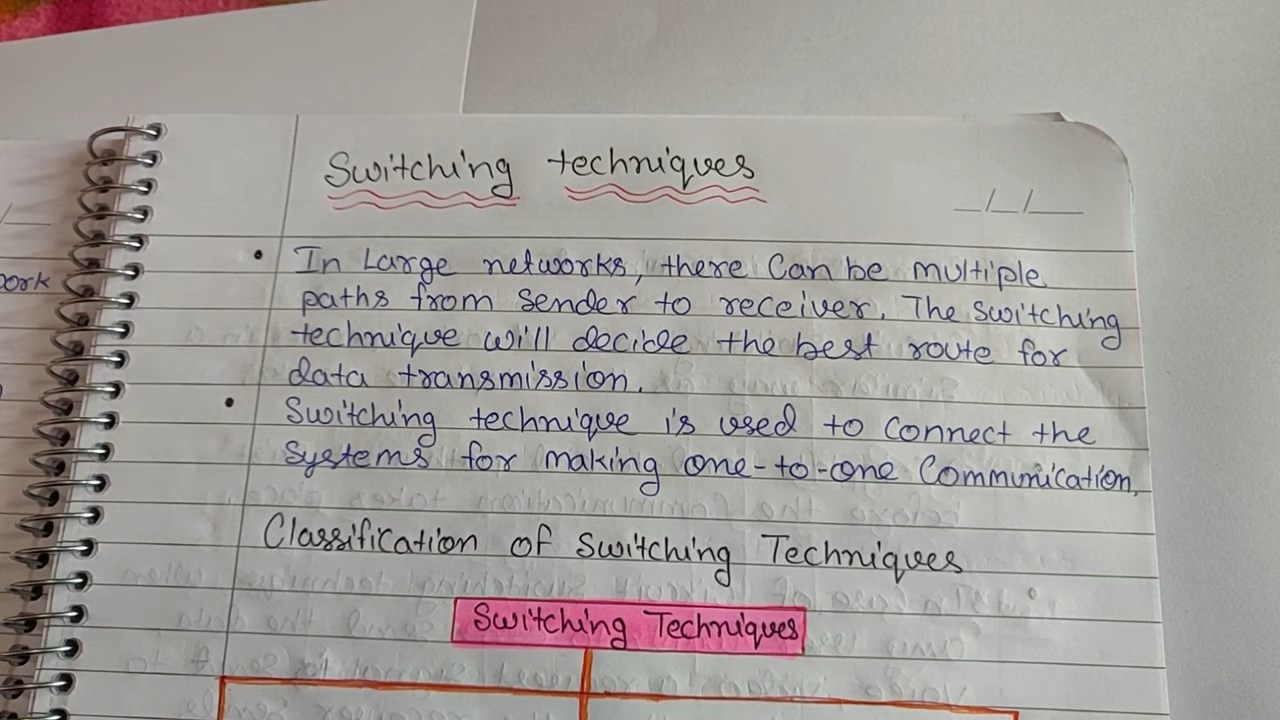 Switching techniques
_/_/__
ork
• In Large networks, there can be multiple
paths from sender to receiver. The switching
technique will decide the best route for
data transmission.
• Switching technique is used to connect the
Systems for making one-to-one Communication.
Classification of Switching Techniques
Switching Techniques